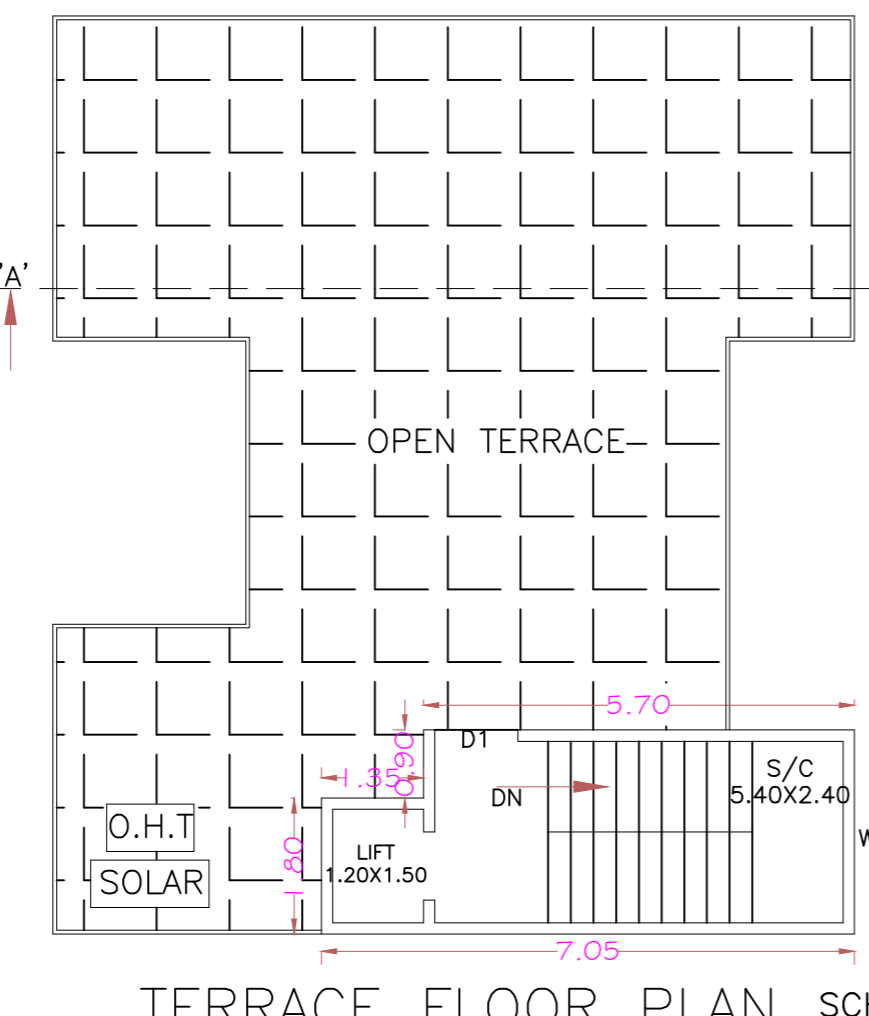 'A'
OPEN TERRACE
5.70
D1
0.90
1.35
S/C
5.40X2.40
DN
O.H.T
SOLAR
1.80
LIFT
1.20X1.50
W
7.05
TERRACE FLOOR PLAN SCH